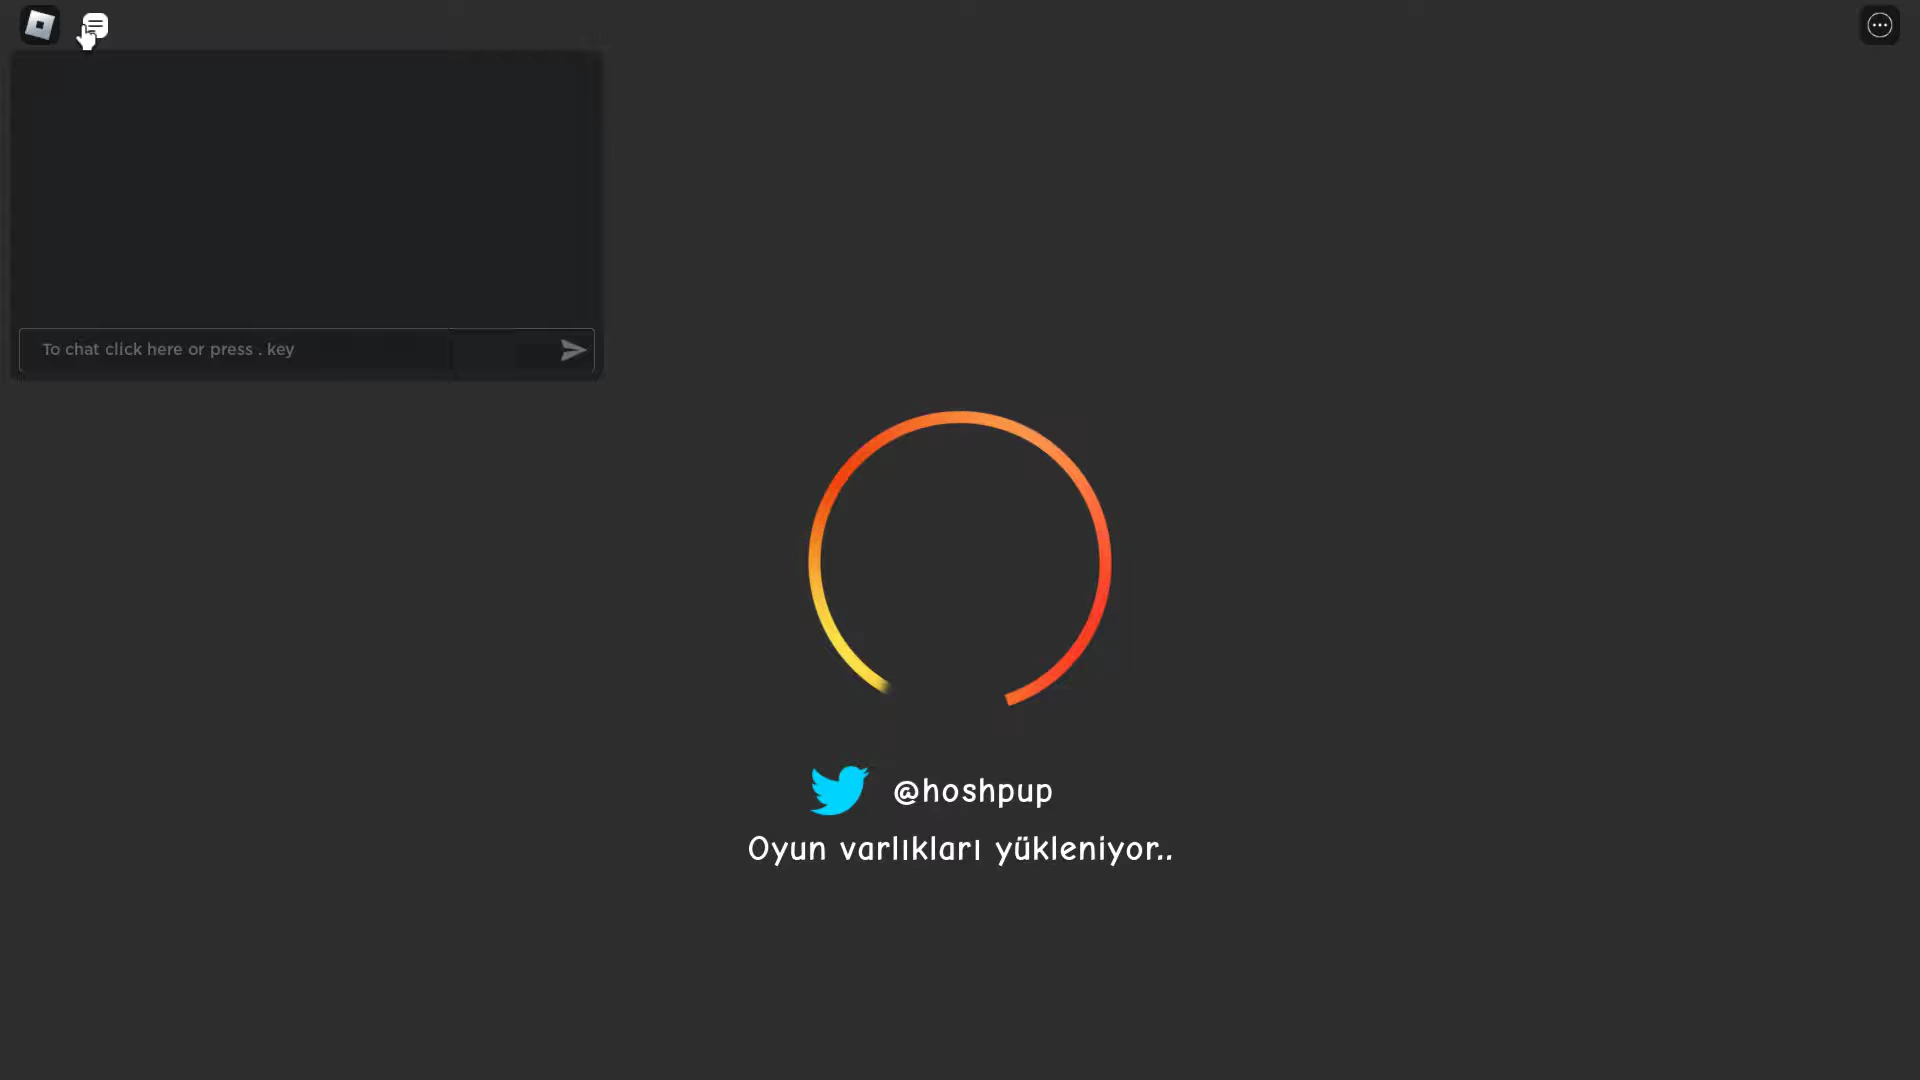 To chat click here or press . key
@hoshpup
Oyun varlıkları yükleniyor..